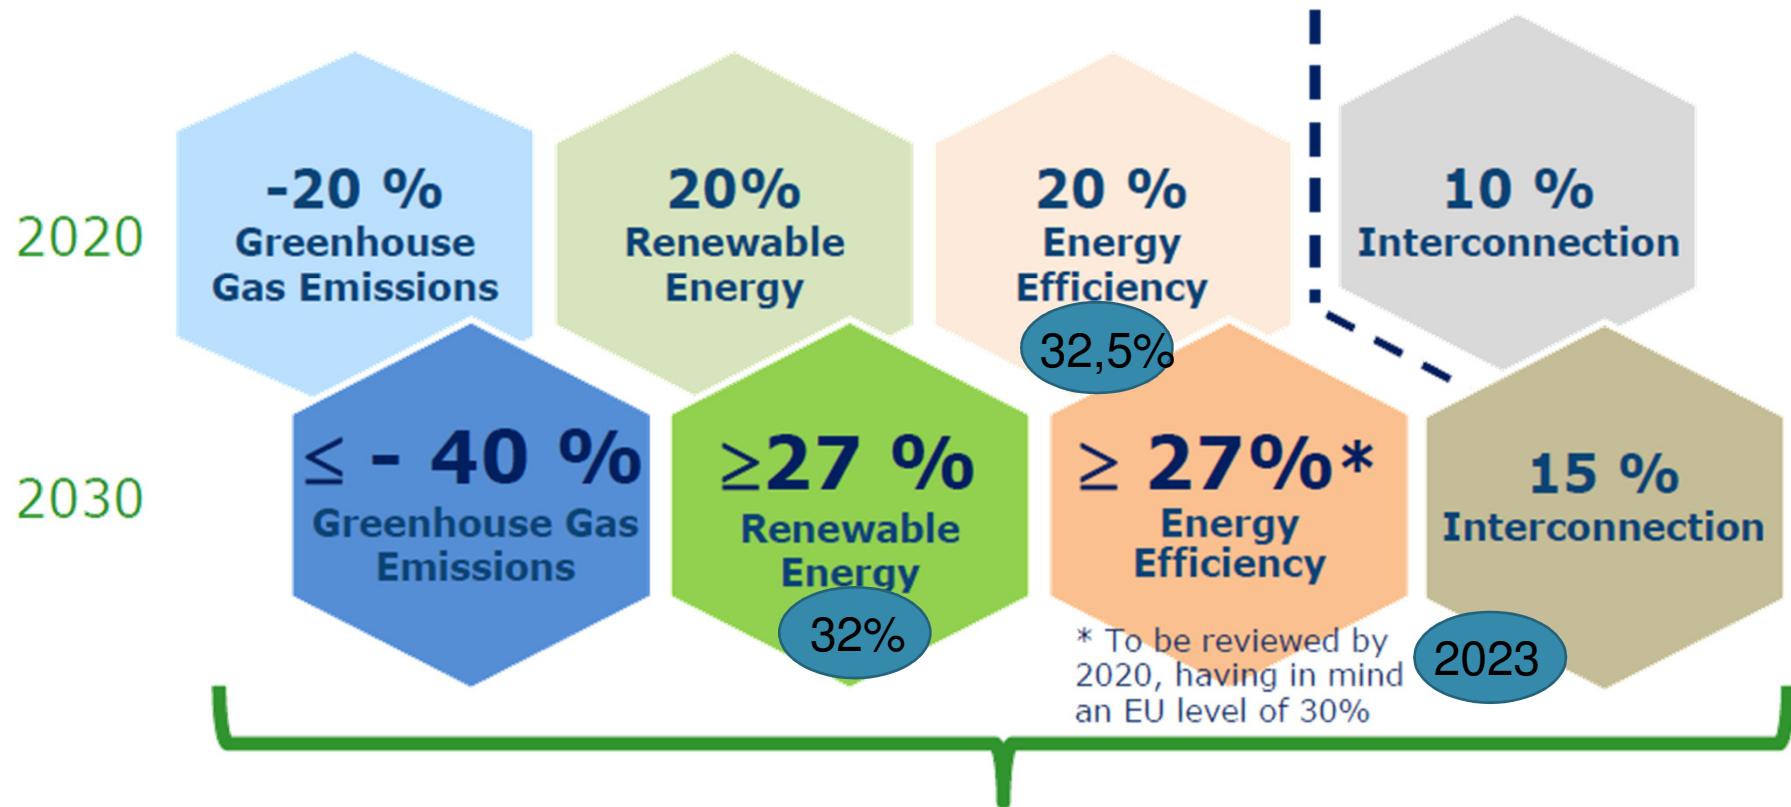 2020
-20 %
Greenhouse
Gas Emissions
20%
Renewable
Energy
20 %
Energy
Efficiency
32,5%
10 %
Interconnection
2030
≤ - 40 %
Greenhouse Gas
Emissions
≥27 %
Renewable
Energy
32%
≥ 27%*
Energy
Efficiency
* To be reviewed by
2020, having in mind
an EU level of 30%
15 %
Interconnection
2023